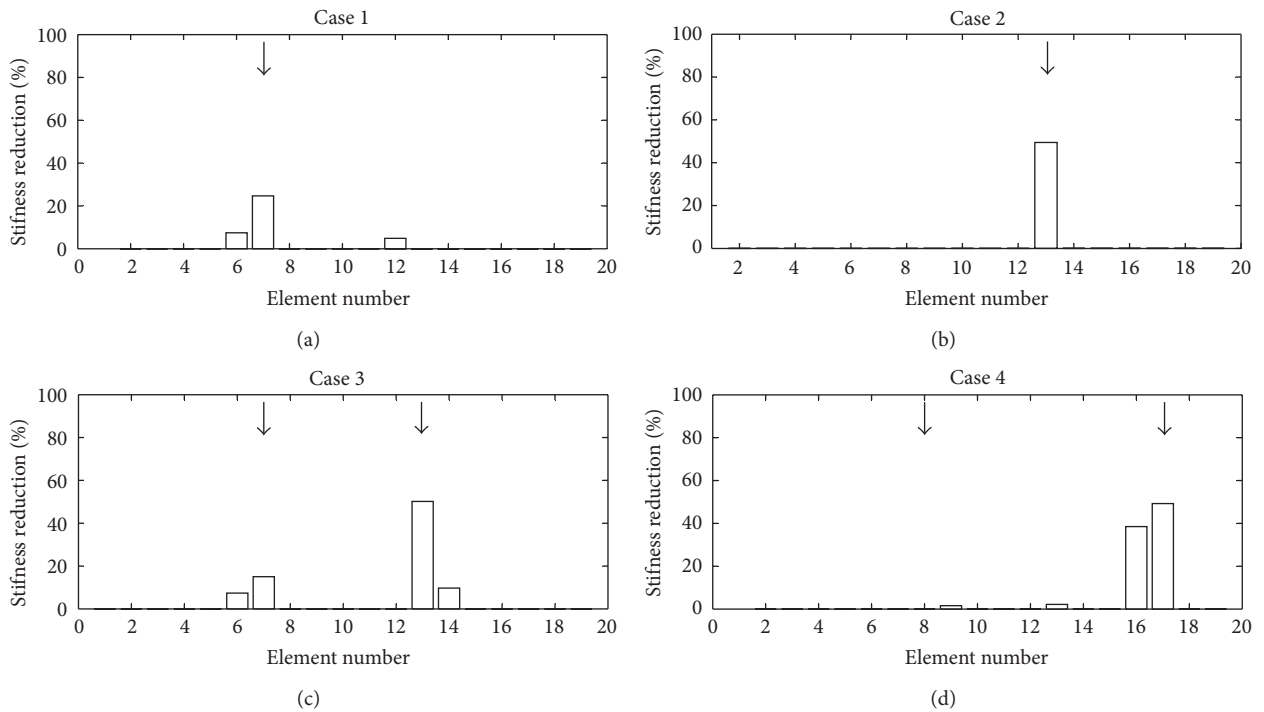 Case 1
Stifness reduction (%)
100
80
60
40
20
0
0 2 4 6 8 10 12 14 16 18 20
Element number
(a)
Case 2
Stifness reduction (%)
100
80
60
40
20
0
2 4 6 8 10 12 14 16 18 20
Element number
(b)
Case 3
Stifness reduction (%)
100
80
60
40
20
0
0 2 4 6 8 10 12 14 16 18 20
Element number
(c)
Case 4
Stifness reduction (%)
100
80
60
40
20
0
0 2 4 6 8 10 12 14 16 18 20
Element number
(d)